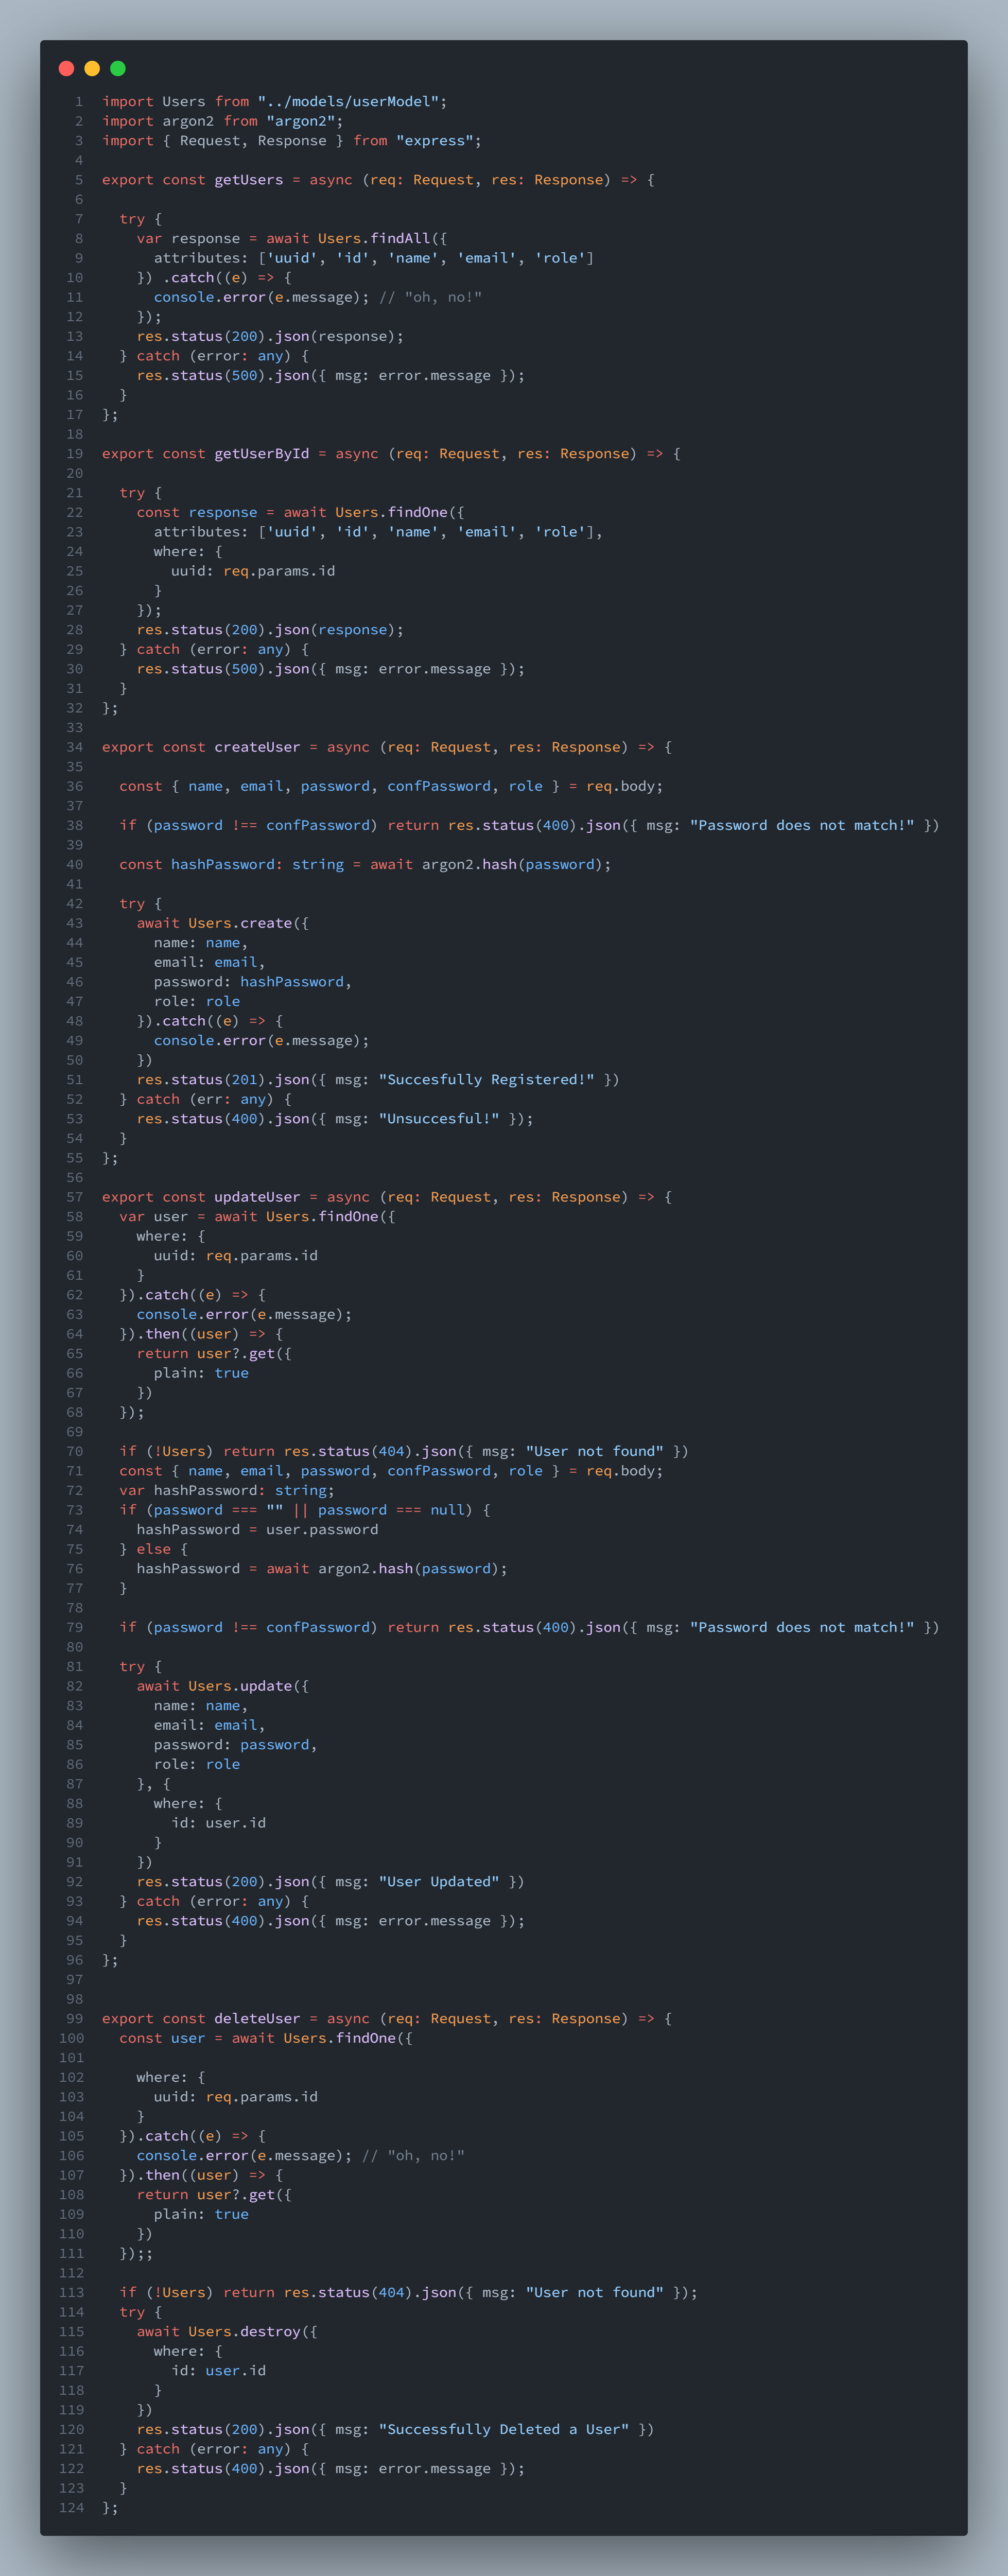 1 import Users from "../models/userModel";
2 import argon2 from "argon2";
3 import { Request, Response } from "express";
4
5 export const getUsers = async (req: Request, res: Response) => {
6
7   try {
8     var response = await Users.findAll({
9       attributes: ['uuid', 'id', 'name', 'email', 'role']
10     }) .catch((e) => {
11       console.error(e.message); // "oh, no!"
12     });
13     res.status(200).json(response);
14   } catch (error: any) {
15     res.status(500).json({ msg: error.message });
16   }
17 };
18
19 export const getUserById = async (req: Request, res: Response) => {
20
21   try {
22     const response = await Users.findOne({
23       attributes: ['uuid', 'id', 'name', 'email', 'role'],
24       where: {
25         uuid: req.params.id
26       }
27     });
28     res.status(200).json(response);
29   } catch (error: any) {
30     res.status(500).json({ msg: error.message });
31   }
32 };
33
34 export const createUser = async (req: Request, res: Response) => {
35
36   const { name, email, password, confPassword, role } = req.body;
37
38   if (password !== confPassword) return res.status(400).json({ msg: "Password does not match!" })
39
40   const hashPassword: string = await argon2.hash(password);
41
42   try {
43     await Users.create({
44       name: name,
45       email: email,
46       password: hashPassword,
47       role: role
48     }).catch((e) => {
49       console.error(e.message);
50     })
51     res.status(201).json({ msg: "Succesfully Registered!" })
52   } catch (err: any) {
53     res.status(400).json({ msg: "Unsuccesful!" });
54   }
55 };
56
57 export const updateUser = async (req: Request, res: Response) => {
58   var user = await Users.findOne({
59     where: {
60       uuid: req.params.id
61     }
62   }).catch((e) => {
63     console.error(e.message);
64   }).then((user) => {
65     return user?.get({
66       plain: true
67     })
68   });
69
70   if (!Users) return res.status(404).json({ msg: "User not found" })
71   const { name, email, password, confPassword, role } = req.body;
72   var hashPassword: string;
73   if (password === "" || password === null) {
74     hashPassword = user.password
75   } else {
76     hashPassword = await argon2.hash(password);
77   }
78
79   if (password !== confPassword) return res.status(400).json({ msg: "Password does not match!" })
80
81   try {
82     await Users.update({
83       name: name,
84       email: email,
85       password: password,
86       role: role
87     }, {
88       where: {
89         id: user.id
90       }
91     })
92     res.status(200).json({ msg: "User Updated" })
93   } catch (error: any) {
94     res.status(400).json({ msg: error.message });
95   }
96 };
97
98
99 export const deleteUser = async (req: Request, res: Response) => {
100   const user = await Users.findOne({
101
102     where: {
103       uuid: req.params.id
104     }
105   }).catch((e) => {
106     console.error(e.message); // "oh, no!"
107   }).then((user) => {
108     return user?.get({
109       plain: true
110     })
111   });;
112
113   if (!Users) return res.status(404).json({ msg: "User not found" });
114   try {
115     await Users.destroy({
116       where: {
117         id: user.id
118       }
119     })
120     res.status(200).json({ msg: "Successfully Deleted a User" })
121   } catch (error: any) {
122     res.status(400).json({ msg: error.message });
123   }
124 };